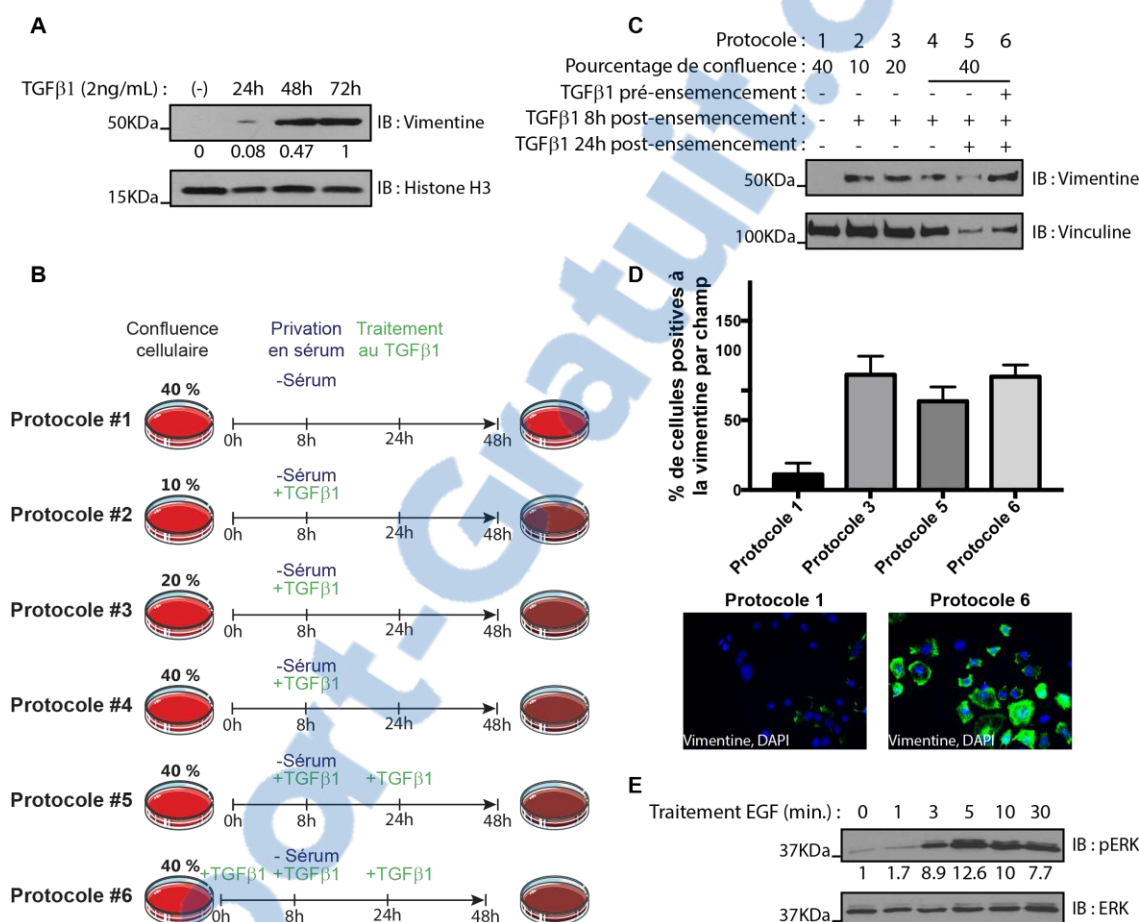 A
TGFβ1 (2ng/mL) : (-) 24h 48h 72h
50KDa IB : Vimentine
0 0.08 0.47 1
15KDa IB : Histone H3
B
Confluence cellulaire
Privation en sérum
Traitement au TGFβ1
40 % -Sérum
Protocole #1
0h 8h 24h 48h
10 % -Sérum
+TGFβ1
Protocole #2
0h 8h 24h 48h
20 % -Sérum
+TGFβ1
Protocole #3
0h 8h 24h 48h
40 % -Sérum
+TGFβ1
Protocole #4
0h 8h 24h 48h
40 % -Sérum
+TGFβ1 +TGFβ1
Protocole #5
0h 8h 24h 48h
40 % - Sérum
+TGFβ1 +TGFβ1 +TGFβ1
Protocole #6
0h 8h 24h 48h
C
Protocole : 1 2 3 4 5 6
Pourcentage de confluence : 40 10 20 40
TGFβ1 pré-ensemencement : - - - - - +
TGFβ1 8h post-ensemencement : - + + + + +
TGFβ1 24h post-ensemencement : - - - - + +
50KDa IB : Vimentine
100KDa IB : Vinculine
D
% de cellules positives à
la vimentine par champ
150
100
50
0
Protocole 1
Protocole 3
Protocole 5
Protocole 6
Protocole 1 Protocole 6
Vimentine, DAPI Vimentine, DAPI
E
Traitement EGF (min.) : 0 1 3 5 10 30
37KDa IB : pERK
1 1.7 8.9 12.6 10 7.7
37KDa IB : ERK
ort-Gratuit.c